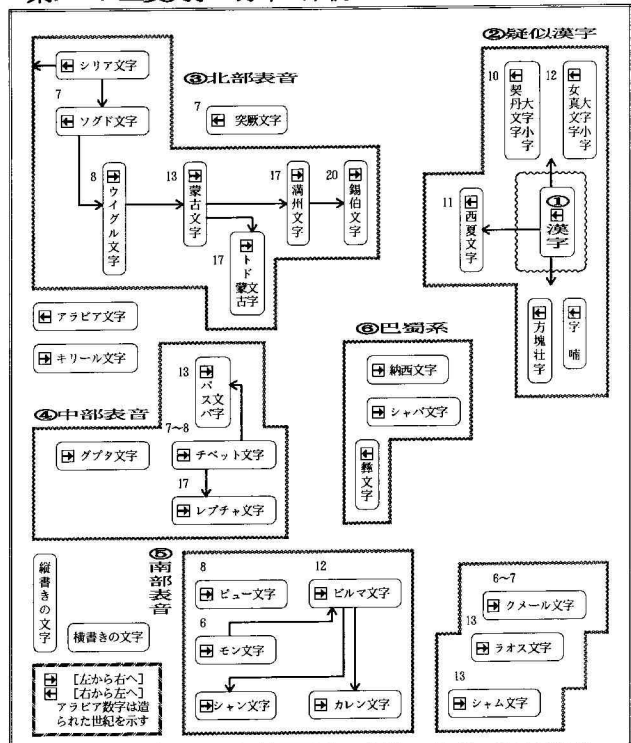 ②疑似漢字
10
契丹文字
大字小字
12
女真文字
大字小字
①
漢字
11
西夏文字
方塊壮字
字喃
③北部表音
シリア文字
7
ソグド文字
7
突厥文字
8
ウイグル文字
13
蒙古文字
17
満州文字
20
錫伯文字
17
トド蒙古文字
アラビア文字
キリール文字
⑥巴蜀系
納西文字
シャバ文字
彝文字
④中部表音
13
パスパ文字
グプタ文字
7~8
チベット文字
17
レプチャ文字
⑤南部表音
8
ピュー文字
12
ビルマ文字
6
モン文字
シャン文字
カレン文字
6~7
クメール文字
13
ラオス文字
13
シャム文字
縦書きの文字
横書きの文字
→ [左から右へ]
← [右から左へ]
アラビア数字は造
られた世紀を示す